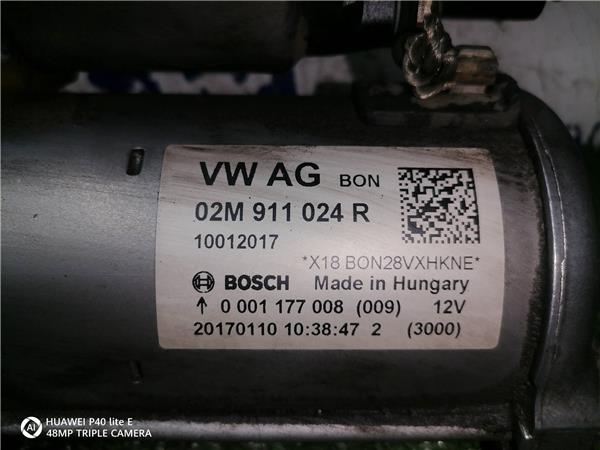 VW AG BON
02M 911 024 R
10012017
*X18 BON28VXHKNE*
BOSCH Made in Hungary
↑ 0 001 177 008 (009) 12V
20170110 10:38:47 2 (3000)
HUAWEI P40 lite E
48MP TRIPLE CAMERA
AI